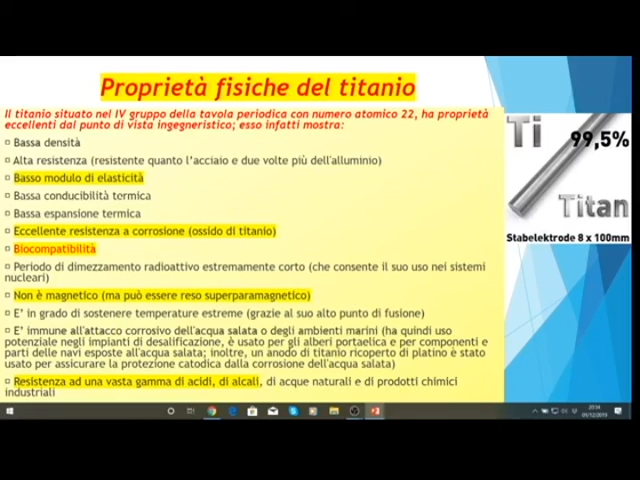 Proprietà fisiche del titanio
Il titanio situato nel IV gruppo della tavola periodica con numero atomico 22, ha proprietà
eccellenti dal punto di vista ingegneristico; esso infatti mostra:
Bassa densità
Alta resistenza (resistente quanto l'acciaio e due volte più dell'alluminio)
Basso modulo di elasticità
Bassa conducibilità termica
Bassa espansione termica
Eccellente resistenza a corrosione (ossido di titanio)
Biocompatibilità
Periodo di dimezzamento radioattivo estremamente corto (che consente il suo uso nei sistemi
nucleari)
Non è magnetico (ma può essere reso superparamagnetico)
E' in grado di sostenere temperature estreme (grazie al suo alto punto di fusione)
E' immune all'attacco corrosivo dell'acqua salata o degli ambienti marini (ha quindi uso
potenziale negli impianti di desalificazione, è usato per gli alberi portaelica e per componenti e
parti delle navi esposte all'acqua salata; inoltre, un anodo di titanio ricoperto di platino è stato
usato per assicurare la protezione catodica dalla corrosione dell'acqua salata)
Resistenza ad una vasta gamma di acidi, di alcali, di acque naturali e di prodotti chimici
industriali
Ti
99,5%
Titan
Stabelektrode 8 x 100mm
20:54